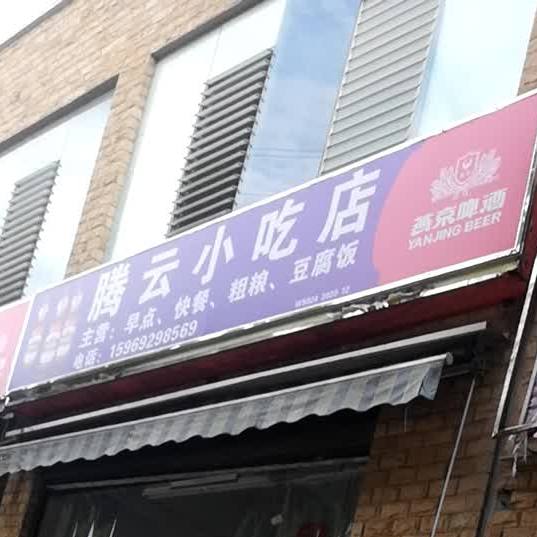 腾云小吃店
主营：早点、快餐、粗粮、豆腐饭
电话：15969298569
燕京啤酒
YANJING BEER